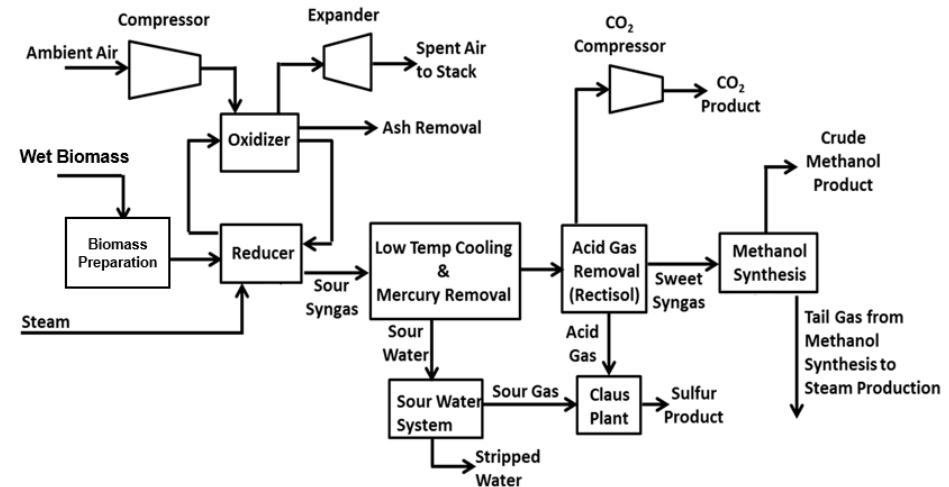 Compressor
Expander
CO2
Compressor
Ambient Air
Spent Air
to Stack
CO2
Product
Oxidizer
Ash Removal
Crude
Methanol
Product
Wet Biomass
Biomass
Preparation
Reducer
Sour
Syngas
Low Temp Cooling
&
Mercury Removal
Acid Gas
Removal
(Rectisol)
Sweet
Syngas
Methanol
Synthesis
Steam
Sour
Water
Acid
Gas
Tail Gas from
Methanol
Synthesis to
Steam Production
Sour Water
System
Sour Gas
Claus
Plant
Sulfur
Product
Stripped
Water